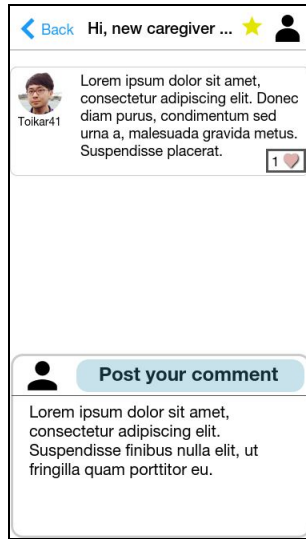 Back Hi, new caregiver ...
Lorem ipsum dolor sit amet,
consectetur adipiscing elit. Donec
diam purus, condimentum sed
urna a, malesuada gravida metus.
Suspendisse placerat.
Toikar41
1
Post your comment
Lorem ipsum dolor sit amet,
consectetur adipiscing elit.
Suspendisse finibus nulla elit, ut
fringilla quam porttitor eu.